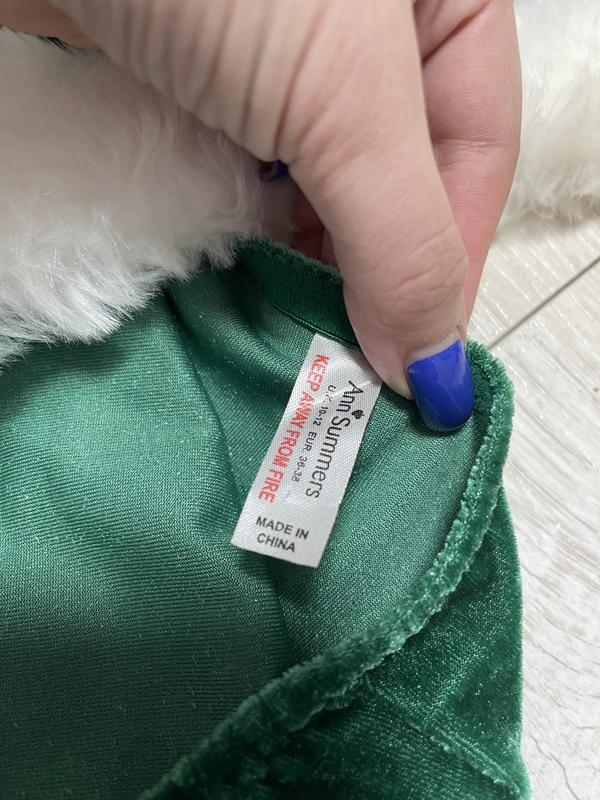 Ann Summers
UK. 10-12 EUR. 36-38
KEEP AWAY FROM FIRE
MADE IN
CHINA